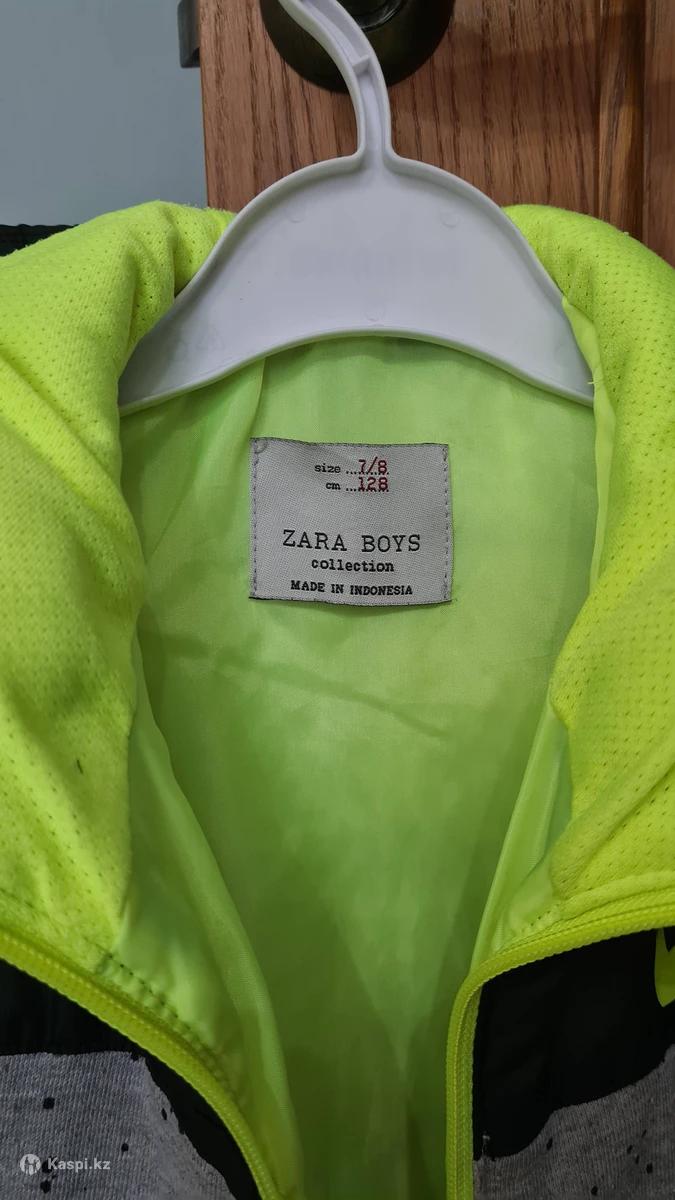 size ...7/8
cm ...128
ZARA BOYS
collection
MADE IN INDONESIA
Kaspi.kz